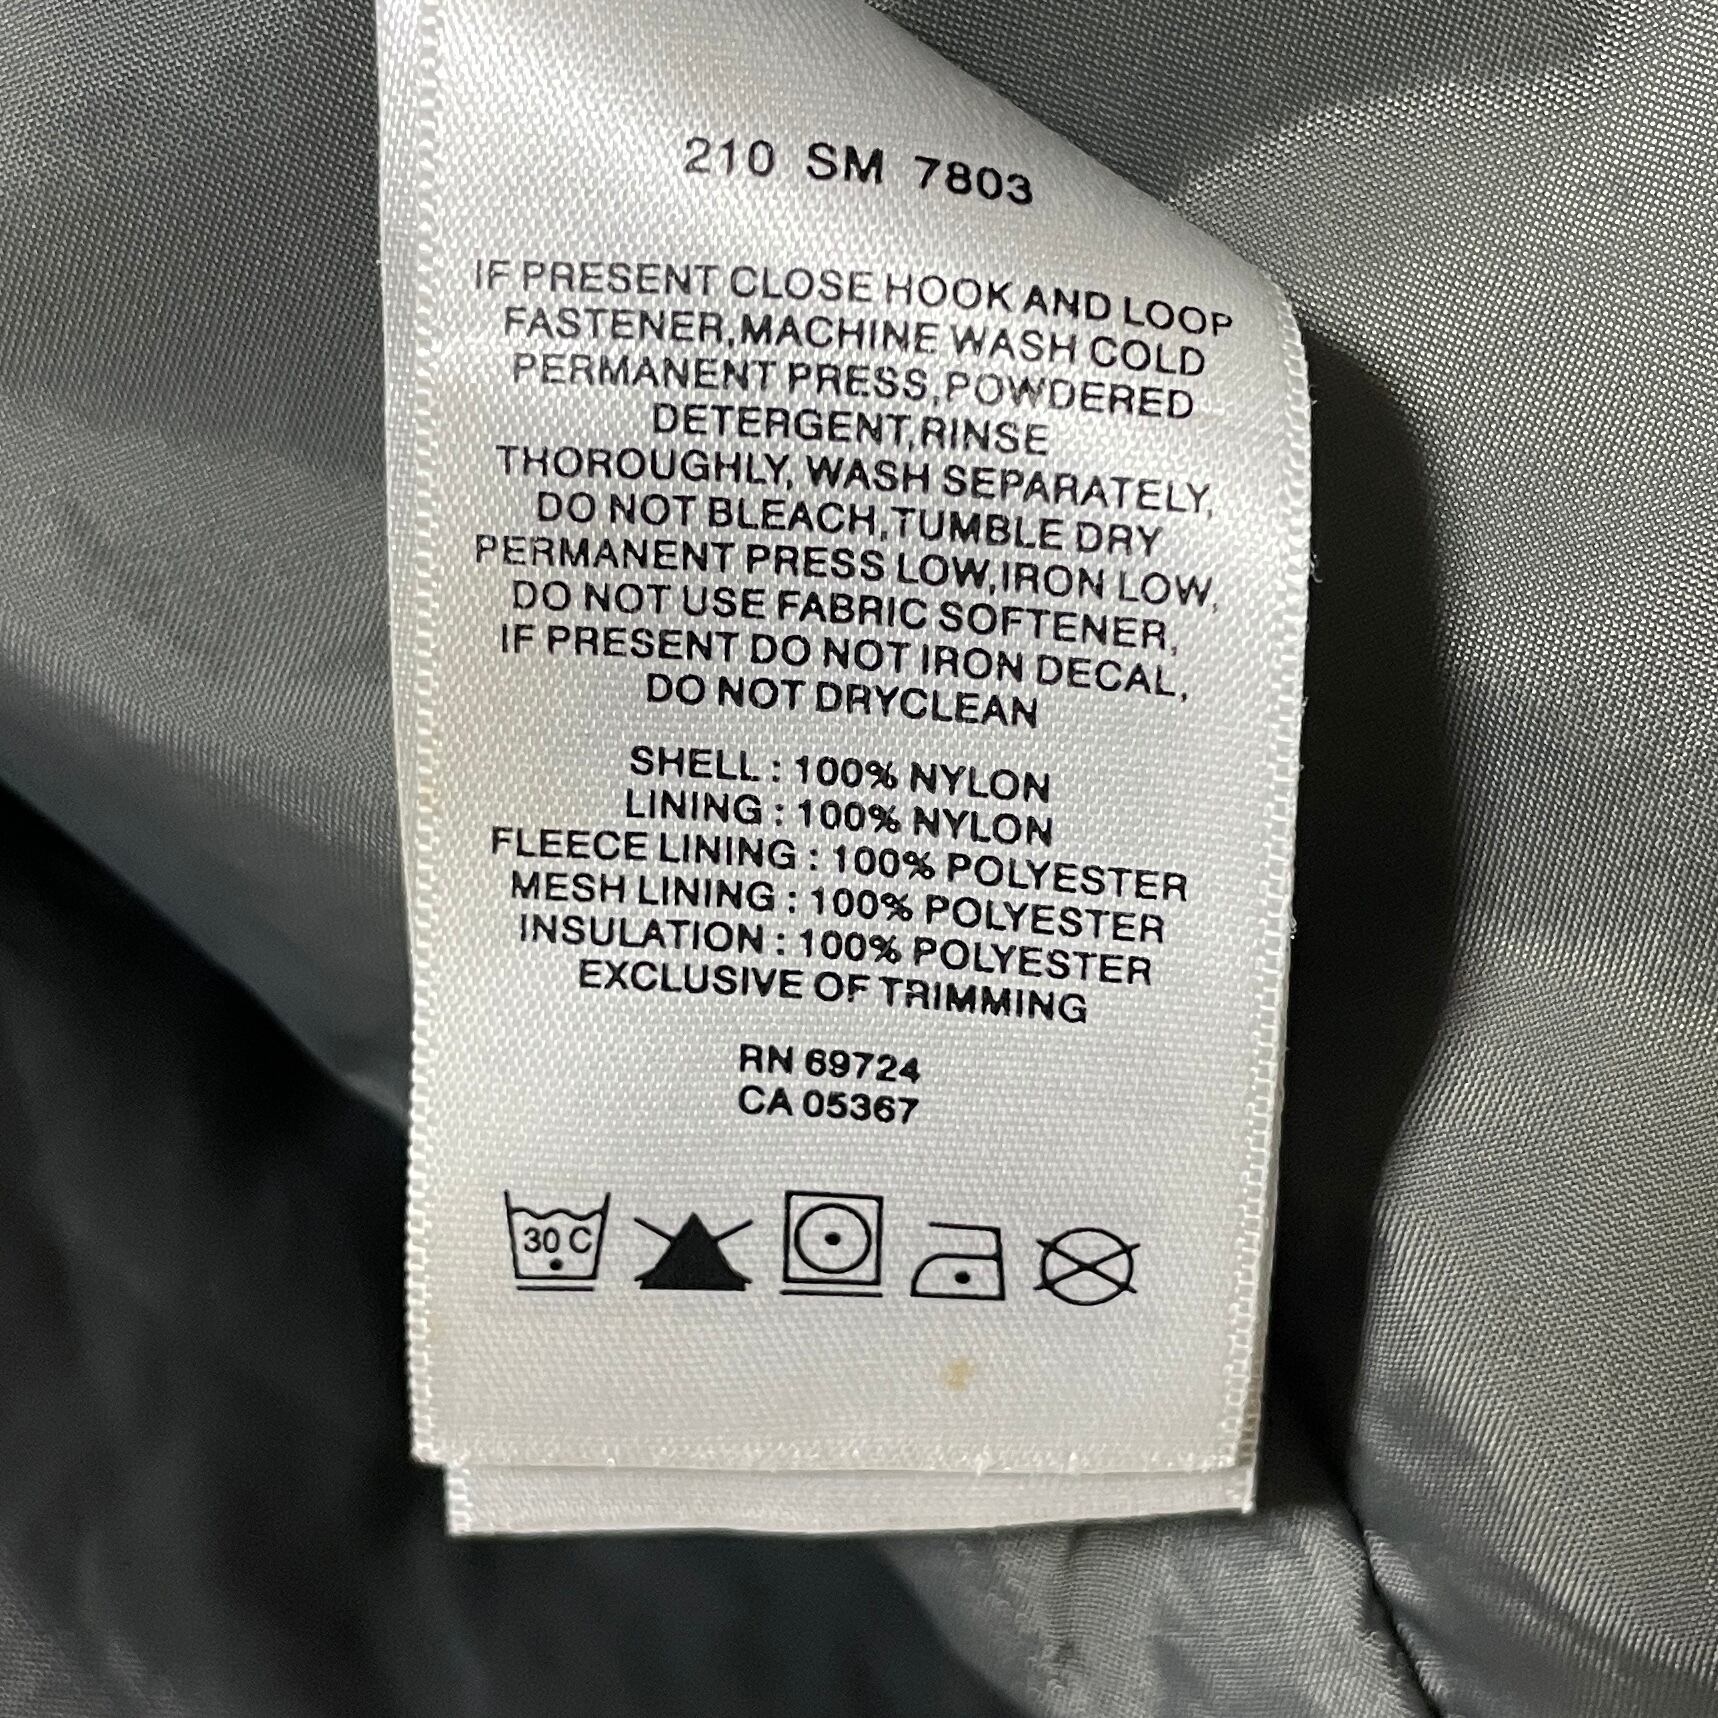 210 SM 7803
IF PRESENT CLOSE HOOK AND LOOP
FASTENER,MACHINE WASH COLD
PERMANENT PRESS,POWDERED
DETERGENT,RINSE
THOROUGHLY, WASH SEPARATELY,
DO NOT BLEACH,TUMBLE DRY
PERMANENT PRESS LOW,IRON LOW,
DO NOT USE FABRIC SOFTENER,
IF PRESENT DO NOT IRON DECAL,
DO NOT DRYCLEAN
SHELL : 100% NYLON
LINING : 100% NYLON
FLEECE LINING : 100% POLYESTER
MESH LINING : 100% POLYESTER
INSULATION : 100% POLYESTER
EXCLUSIVE OF TRIMMING
RN 69724
CA 05367
30 C